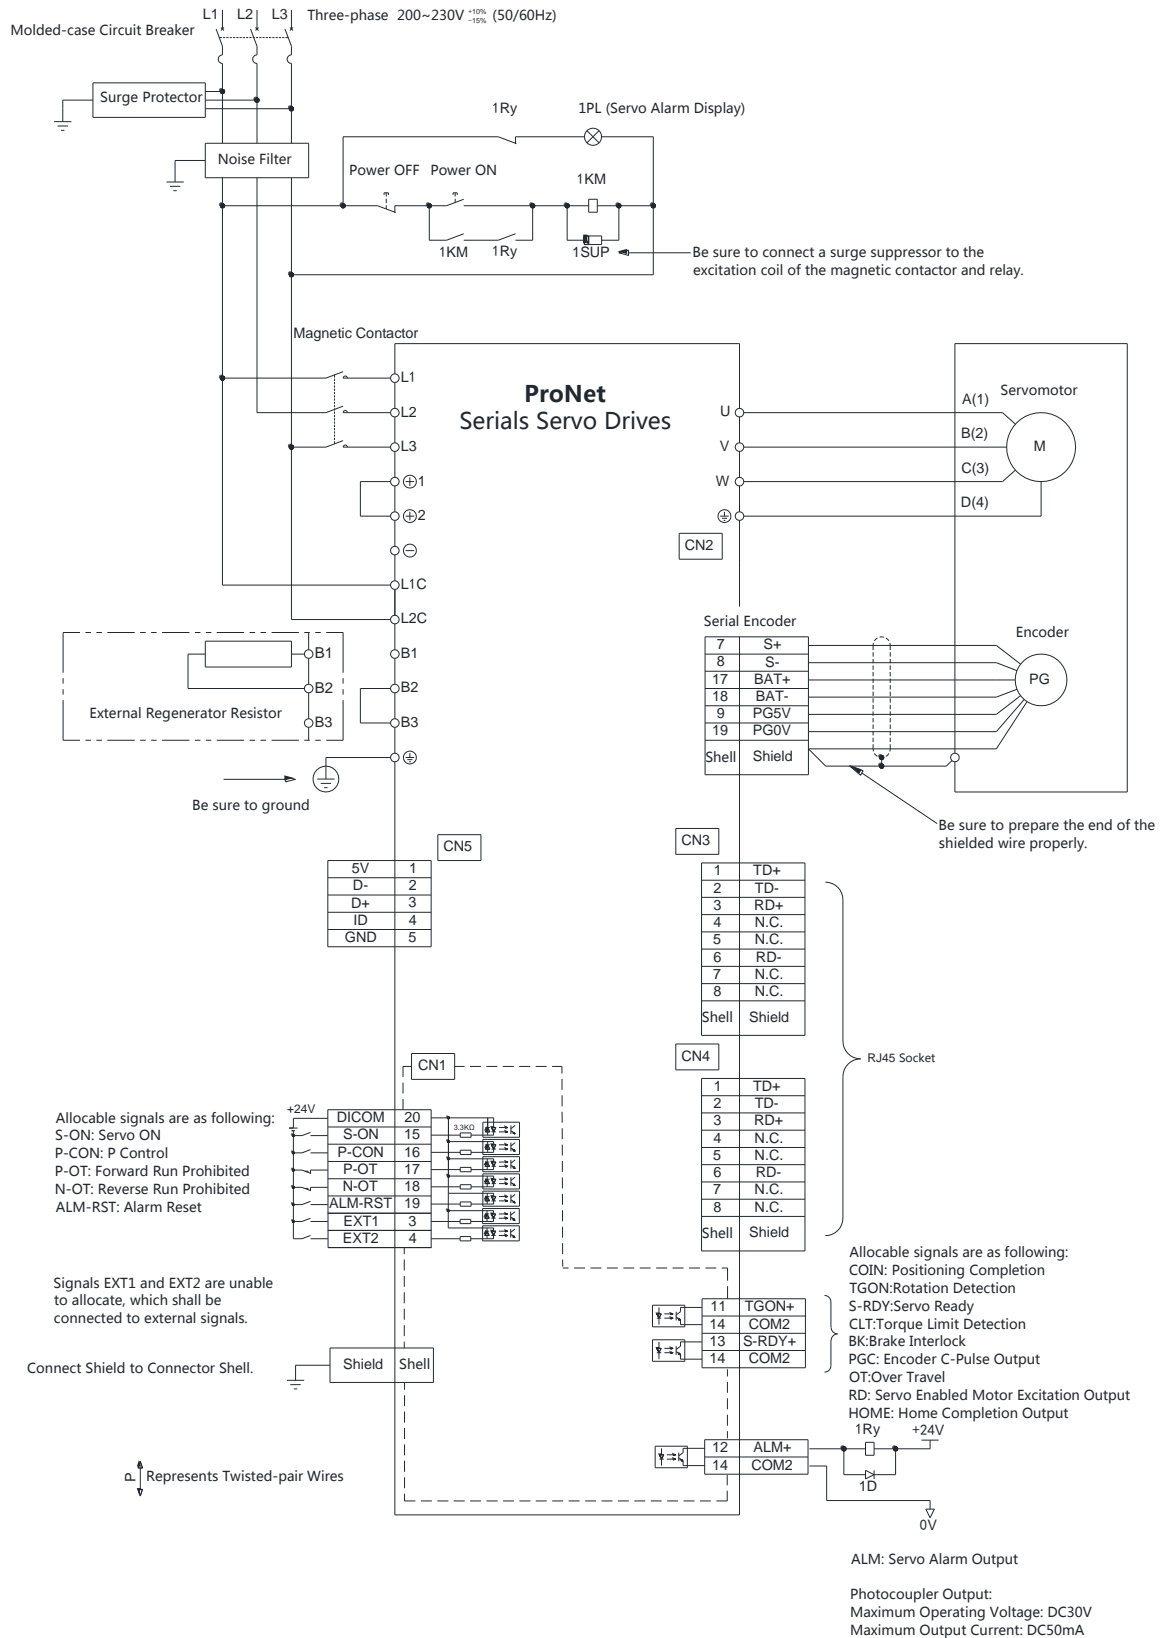 L1 L2 L3 Three-phase 200~230V +10% -15% (50/60Hz)
Molded-case Circuit Breaker
Surge Protector
Noise Filter
1Ry 1PL (Servo Alarm Display)
Power OFF Power ON
1KM
1KM 1Ry 1SUP
Be sure to connect a surge suppressor to the
excitation coil of the magnetic contactor and relay.
Magnetic Contactor
ProNet
Serials Servo Drives
L1
L2
L3
⊕1
⊕2
⊖
L1C
L2C
B1
B2
B3
B1
B2
B3
External Regenerator Resistor
Be sure to ground
U
V
W
CN2
A(1)
B(2)
C(3)
D(4)
Servomotor
M
Serial Encoder
7 S+
8 S-
17 BAT+
18 BAT-
9 PG5V
19 PG0V
Shell Shield
Encoder
PG
Be sure to prepare the end of the
shielded wire properly.
CN5
5V 1
D- 2
D+ 3
ID 4
GND 5
CN3
1 TD+
2 TD-
3 RD+
4 N.C.
5 N.C.
6 RD-
7 N.C.
8 N.C.
Shell Shield
RJ45 Socket
CN4
1 TD+
2 TD-
3 RD+
4 N.C.
5 N.C.
6 RD-
7 N.C.
8 N.C.
Shell Shield
CN1
Allocable signals are as following:
S-ON: Servo ON
P-CON: P Control
P-OT: Forward Run Prohibited
N-OT: Reverse Run Prohibited
ALM-RST: Alarm Reset
+24V
DICOM 20
S-ON 15
P-CON 16
P-OT 17
N-OT 18
ALM-RST 19
EXT1 3
EXT2 4
3.3KΩ
Signals EXT1 and EXT2 are unable
to allocate, which shall be
connected to external signals.
Connect Shield to Connector Shell.
Shield Shell
P Represents Twisted-pair Wires
11 TGON+
14 COM2
13 S-RDY+
14 COM2
Allocable signals are as following:
COIN: Positioning Completion
TGON:Rotation Detection
S-RDY:Servo Ready
CLT:Torque Limit Detection
BK:Brake Interlock
PGC: Encoder C-Pulse Output
OT:Over Travel
RD: Servo Enabled Motor Excitation Output
HOME: Home Completion Output
12 ALM+
14 COM2
1Ry +24V
1D
0V
ALM: Servo Alarm Output
Photocoupler Output:
Maximum Operating Voltage: DC30V
Maximum Output Current: DC50mA